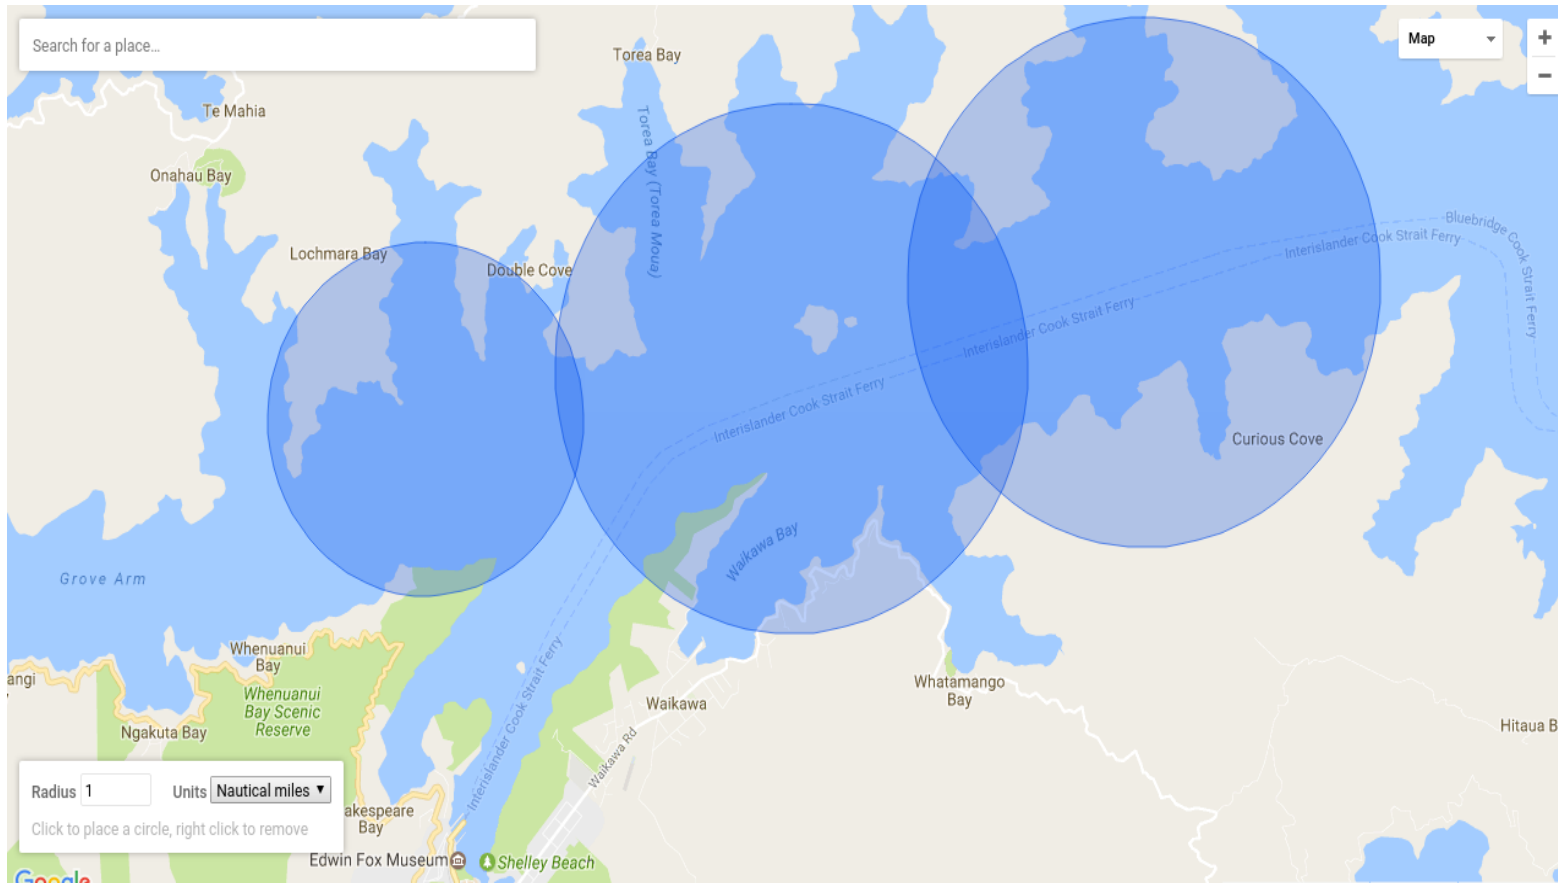 Search for a place...
Map
+
−
Torea Bay
Te Mahia
Onahau Bay
Torea Bay (Torea Moua)
Lochmara Bay
Double Cove
Bluebridge Cook Strait Ferry
Interislander Cook Strait Ferry
Interislander Cook Strait Ferry
Interislander Cook Strait Ferry
Curious Cove
Waikawa Bay
Grove Arm
Whenuanui
Bay
angi
Whenuanui
Bay Scenic
Reserve
Ngakuta Bay
Interislander Cook Strait Ferry
Waikawa
Whatamango
Bay
Hitaua B
Waikawa Rd
Radius 1 Units Nautical miles
Click to place a circle, right click to remove
akespeare
Bay
Edwin Fox Museum
Shelley Beach
Google